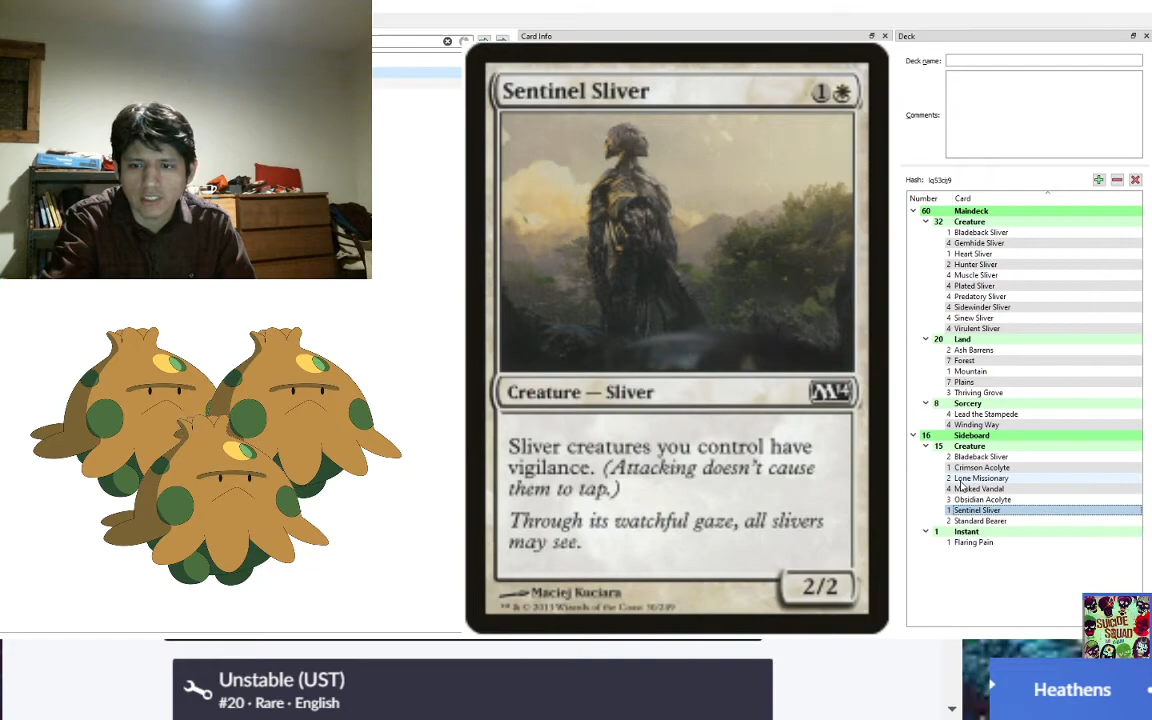 Card Info
Deck
Deck name:
Comments:
Hash: lq53oj9
Number Card
60 Maindeck
32 Creature
1 Bladeback Sliver
4 Gemhide Sliver
1 Heart Sliver
2 Hunter Sliver
4 Muscle Sliver
4 Plated Sliver
4 Predatory Sliver
4 Sidewinder Sliver
4 Sinew Sliver
4 Virulent Sliver
20 Land
2 Ash Barrens
7 Forest
1 Mountain
7 Plains
3 Thriving Grove
8 Sorcery
4 Lead the Stampede
4 Winding Way
16 Sideboard
15 Creature
2 Bladeback Sliver
1 Crimson Acolyte
2 Lone Missionary
4 Masked Vandal
3 Obsidian Acolyte
1 Sentinel Sliver
2 Standard Bearer
1 Instant
1 Flaring Pain
Sentinel Sliver 1
Creature — Sliver M14
Sliver creatures you control have
vigilance. (Attacking doesn't cause
them to tap.)
Through its watchful gaze, all slivers
may see.
2/2
Maciej Kuciara
SUICIDE
SQUAD
Unstable (UST)
#20 · Rare · English
Heathens